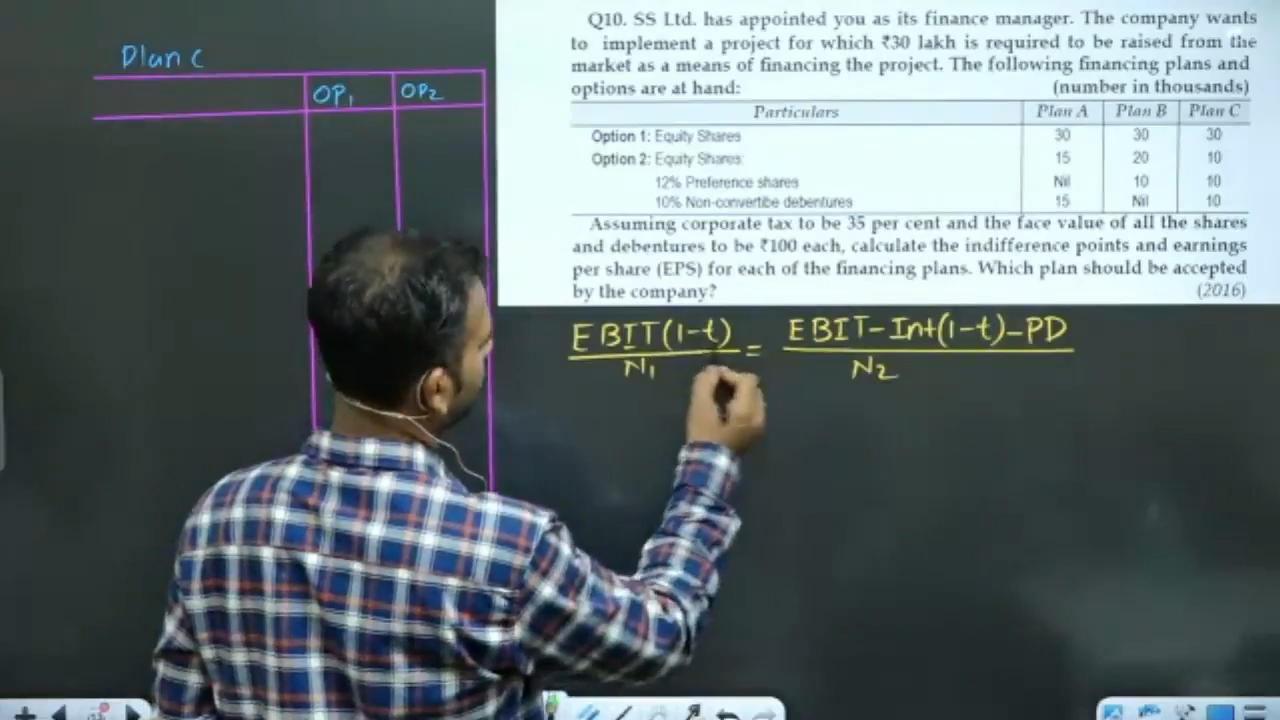 Plan C
OP1 OP2
Q10. SS Ltd. has appointed you as its finance manager. The company wants
to implement a project for which ₹30 lakh is required to be raised from the
market as a means of financing the project. The following financing plans and
options are at hand: (number in thousands)
Particulars Plan A Plan B Plan C
Option 1: Equity Shares 30 30 30
Option 2: Equity Shares: 15 20 10
12% Preference shares Nil 10 10
10% Non-convertibe debentures 15 Nil 10
Assuming corporate tax to be 35 per cent and the face value of all the shares
and debentures to be ₹100 each, calculate the indifference points and earnings
per share (EPS) for each of the financing plans. Which plan should be accepted
by the company? (2016)
EBIT(1-t) = EBIT-Int(1-t)-PD
N1 N2